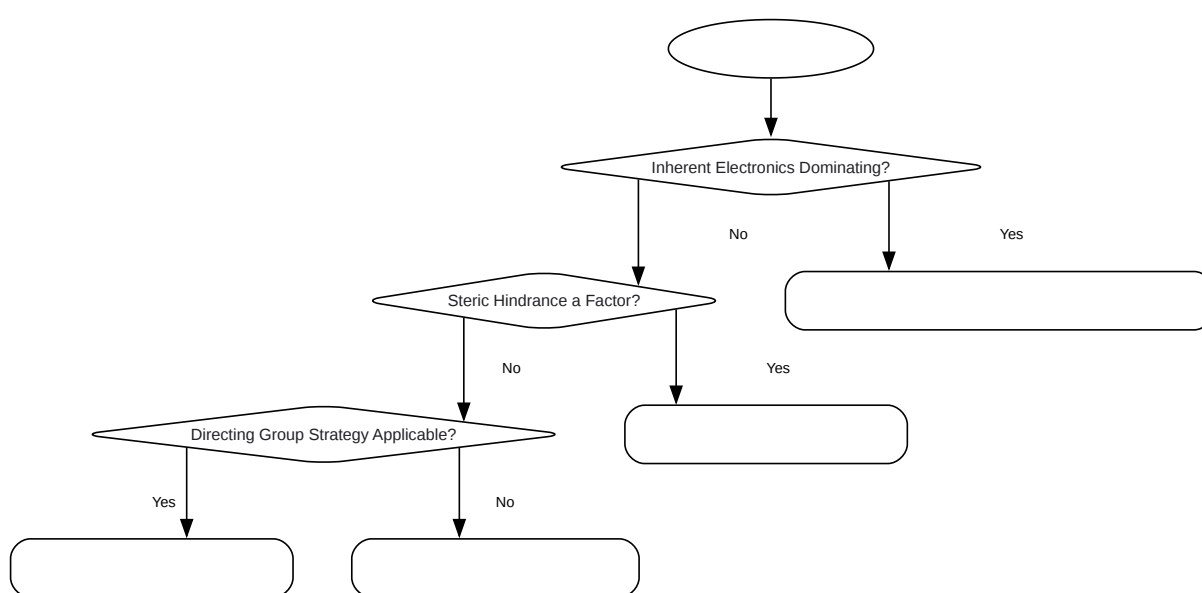 Inherent Electronics Dominating?
No
Yes
Steric Hindrance a Factor?
No
Yes
Directing Group Strategy Applicable?
Yes
No